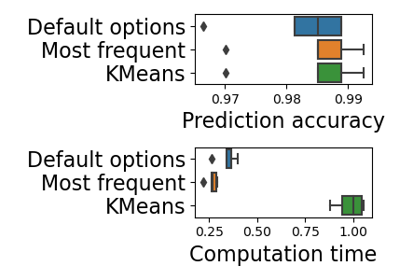 Default options
Most frequent
KMeans
0.97 0.98 0.99
Prediction accuracy
Default options
Most frequent
KMeans
0.25 0.50 0.75 1.00
Computation time